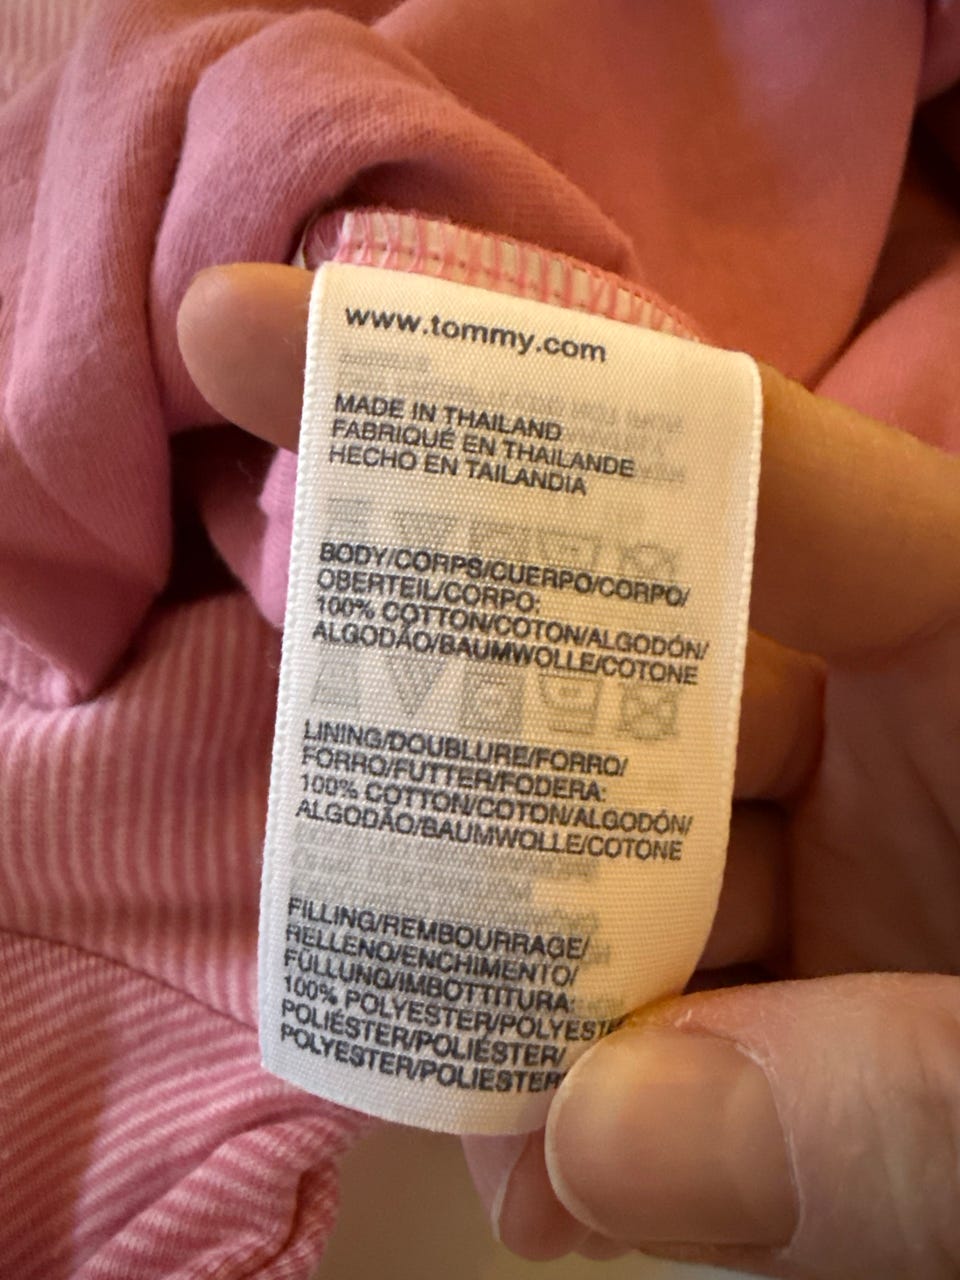 www.tommy.com
MADE IN THAILAND
FABRIQUÉ EN THAILANDE
HECHO EN TAILANDIA
BODY/CORPS/CUERPO/CORPO/
OBERTEIL/CORPO:
100% COTTON/COTON/ALGODÓN/
ALGODÃO/BAUMWOLLE/COTONE
LINING/DOUBLURE/FORRO/
FORRO/FUTTER/FODERA:
100% COTTON/COTON/ALGODÓN/
ALGODÃO/BAUMWOLLE/COTONE
FILLING/REMBOURRAGE/
RELLENO/ENCHIMENTO/
FÜLLUNG/IMBOTTITURA:
100% POLYESTER/POLYESTE
POLIÉSTER/POLIÉSTER/
POLYESTER/POLIESTER